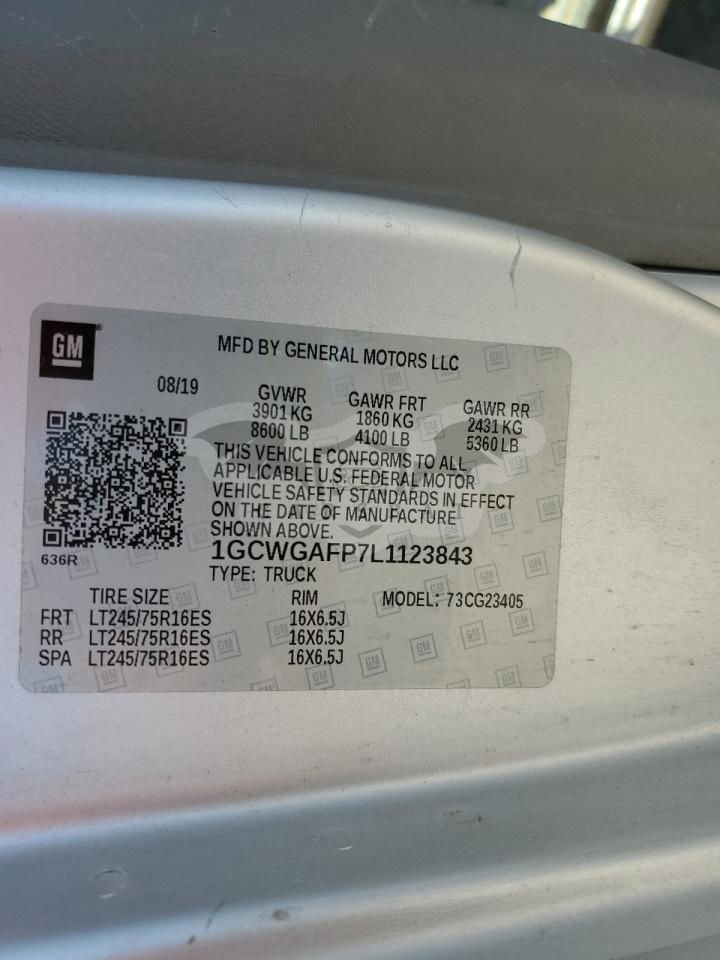 GM
MFD BY GENERAL MOTORS LLC
08/19
GVWR
3901 KG
8600 LB
GAWR FRT
1860 KG
4100 LB
GAWR RR
2431 KG
5360 LB
THIS VEHICLE CONFORMS TO ALL
APPLICABLE U.S. FEDERAL MOTOR
VEHICLE SAFETY STANDARDS IN EFFECT
ON THE DATE OF MANUFACTURE
SHOWN ABOVE.
636R
1GCWGAFP7L1123843
TYPE: TRUCK
TIRE SIZE RIM MODEL: 73CG23405
FRT LT245/75R16ES 16X6.5J
RR LT245/75R16ES 16X6.5J
SPA LT245/75R16ES 16X6.5J